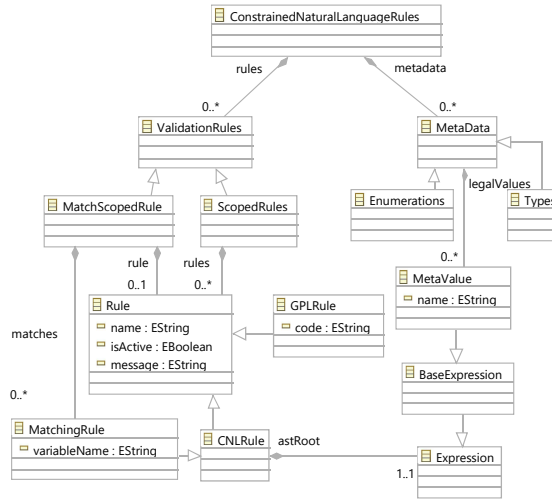 ConstrainedNaturalLanguageRules
rules
metadata
0..*
0..*
ValidationRules
MetaData
legalValues
MatchScopedRule
ScopedRules
Enumerations
Types
rule
rules
0..*
0..1
0..*
MetaValue
name : EString
Rule
name : EString
isActive : EBoolean
message : EString
GPLRule
code : EString
matches
BaseExpression
0..*
MatchingRule
variableName : EString
CNLRule
astRoot
Expression
1..1